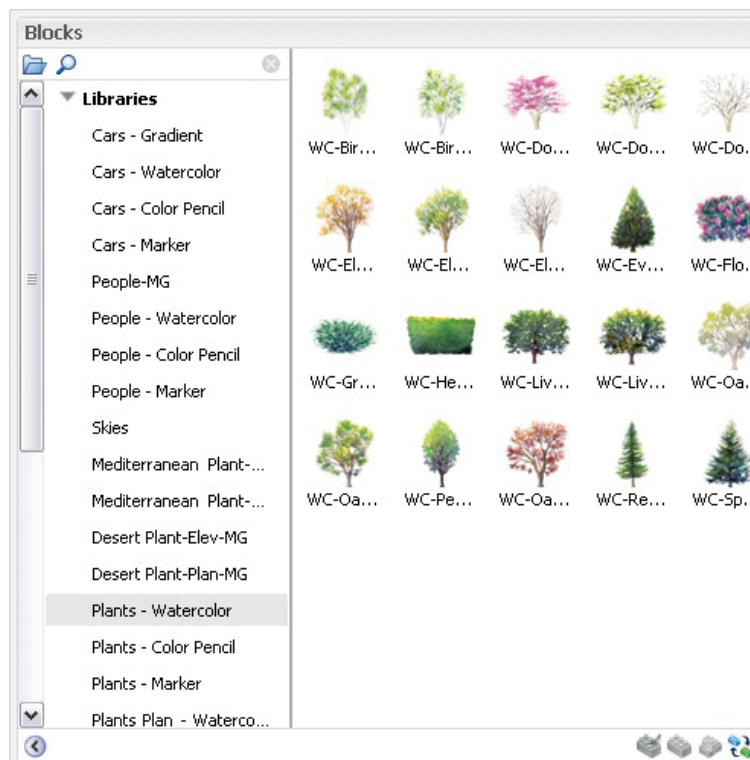 Blocks
Libraries
Cars - Gradient
Cars - Watercolor
Cars - Color Pencil
Cars - Marker
People-MG
People - Watercolor
People - Color Pencil
People - Marker
Skies
Mediterranean Plant-...
Mediterranean Plant-...
Desert Plant-Elev-MG
Desert Plant-Plan-MG
Plants - Watercolor
Plants - Color Pencil
Plants - Marker
Plants Plan - Waterco...
WC-Bir... WC-Bir... WC-Do... WC-Do... WC-Do.
WC-El... WC-El... WC-El... WC-Ev... WC-Flo.
WC-Gr... WC-He... WC-Liv... WC-Liv... WC-Oa.
WC-Oa... WC-Pe... WC-Oa... WC-Re... WC-Sp.